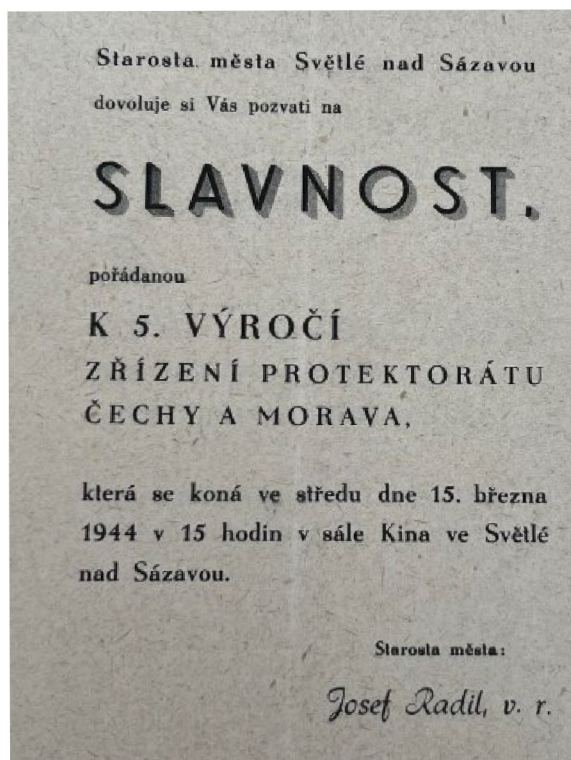 Starosta města Světlé nad Sázavou
dovoluje si Vás pozvati na
SLAVNOST,
pořádanou
K 5. VÝROČÍ
ZŘÍZENÍ PROTEKTORÁTU
ČECHY A MORAVA,
která se koná ve středu dne 15. března
1944 v 15 hodin v sále Kina ve Světlé
nad Sázavou.
Starosta města:
Josef Radil, v. r.